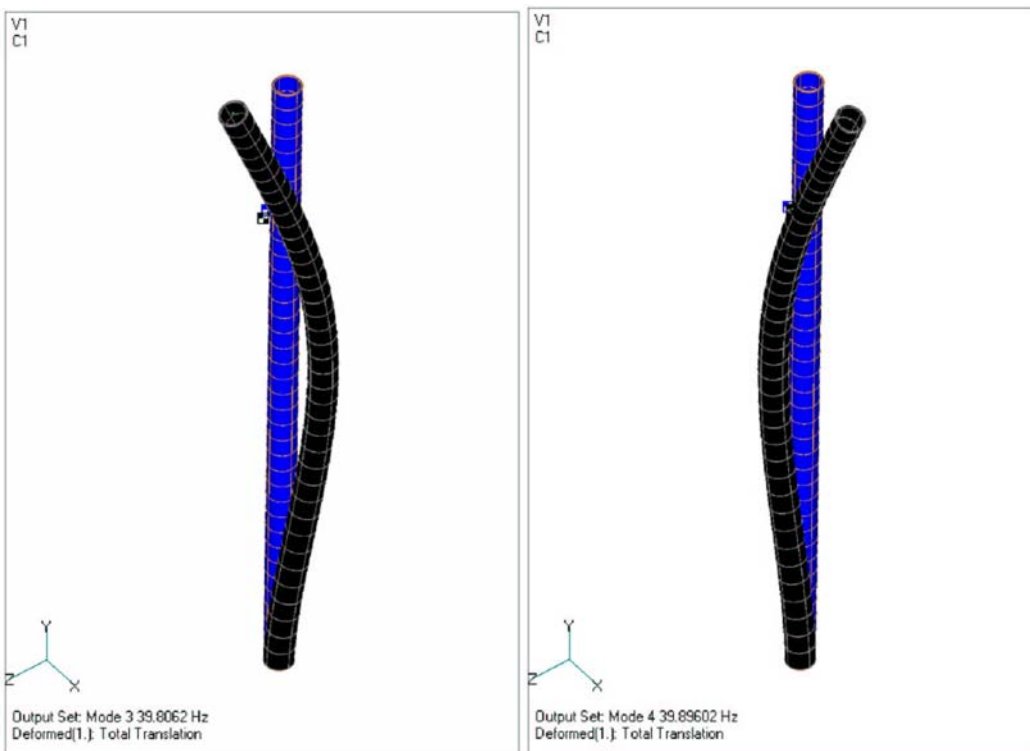 V1
C1
Y
Z
X
Output Set: Mode 3 39.8062 Hz
Deformed(1.): Total Translation
V1
C1
Y
Z
X
Output Set: Mode 4 39.89602 Hz
Deformed(1.): Total Translation